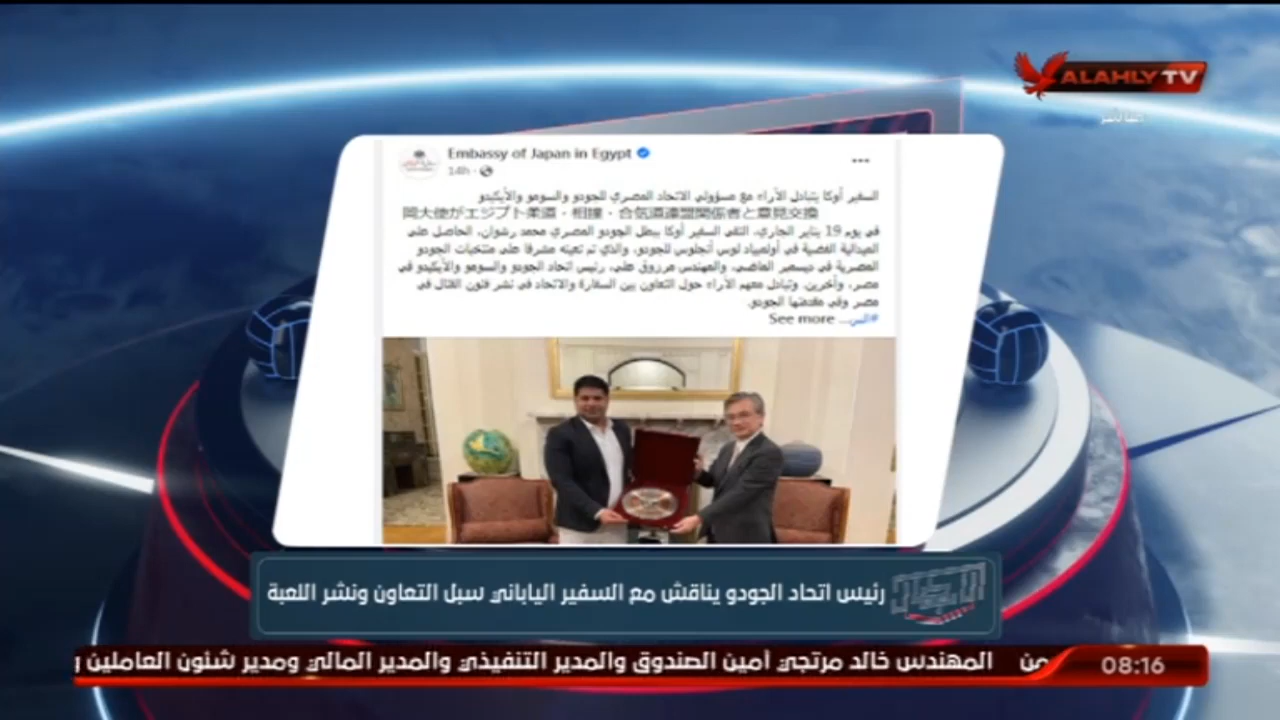 ALAHLY TV
مباشر
Embassy of Japan in Egypt
14h
السفير أوكا يتبادل الآراء مع مسؤولي الاتحاد المصري للجودو والسومو والأيكيدو
岡大使がエジプト柔道・相撲・合気道連盟関係者と意見交換
في يوم 19 يناير الجاري، التقى السفير أوكا ببطل الجودو المصري محمد رشوان، الحاصل على
الميدالية الفضية في أولمبياد لوس أنجلوس للجودو، والذي تم تعيينه مشرفا على منتخبات الجودو
المصرية في ديسمبر الماضي، والمهندس مرزوق علي، رئيس اتحاد الجودو والسومو والأيكيدو في
مصر، وآخرين. وتبادل معهم الآراء حول التعاون بين السفارة والاتحاد في نشر فنون القتال في
مصر وفي مقدمتها الجودو.
See more ...
رئيس اتحاد الجودو يناقش مع السفير الياباني سبل التعاون ونشر اللعبة
من المهندس خالد مرتجي أمين الصندوق والمدير التنفيذي والمدير المالي ومدير شئون العاملين و
08:16